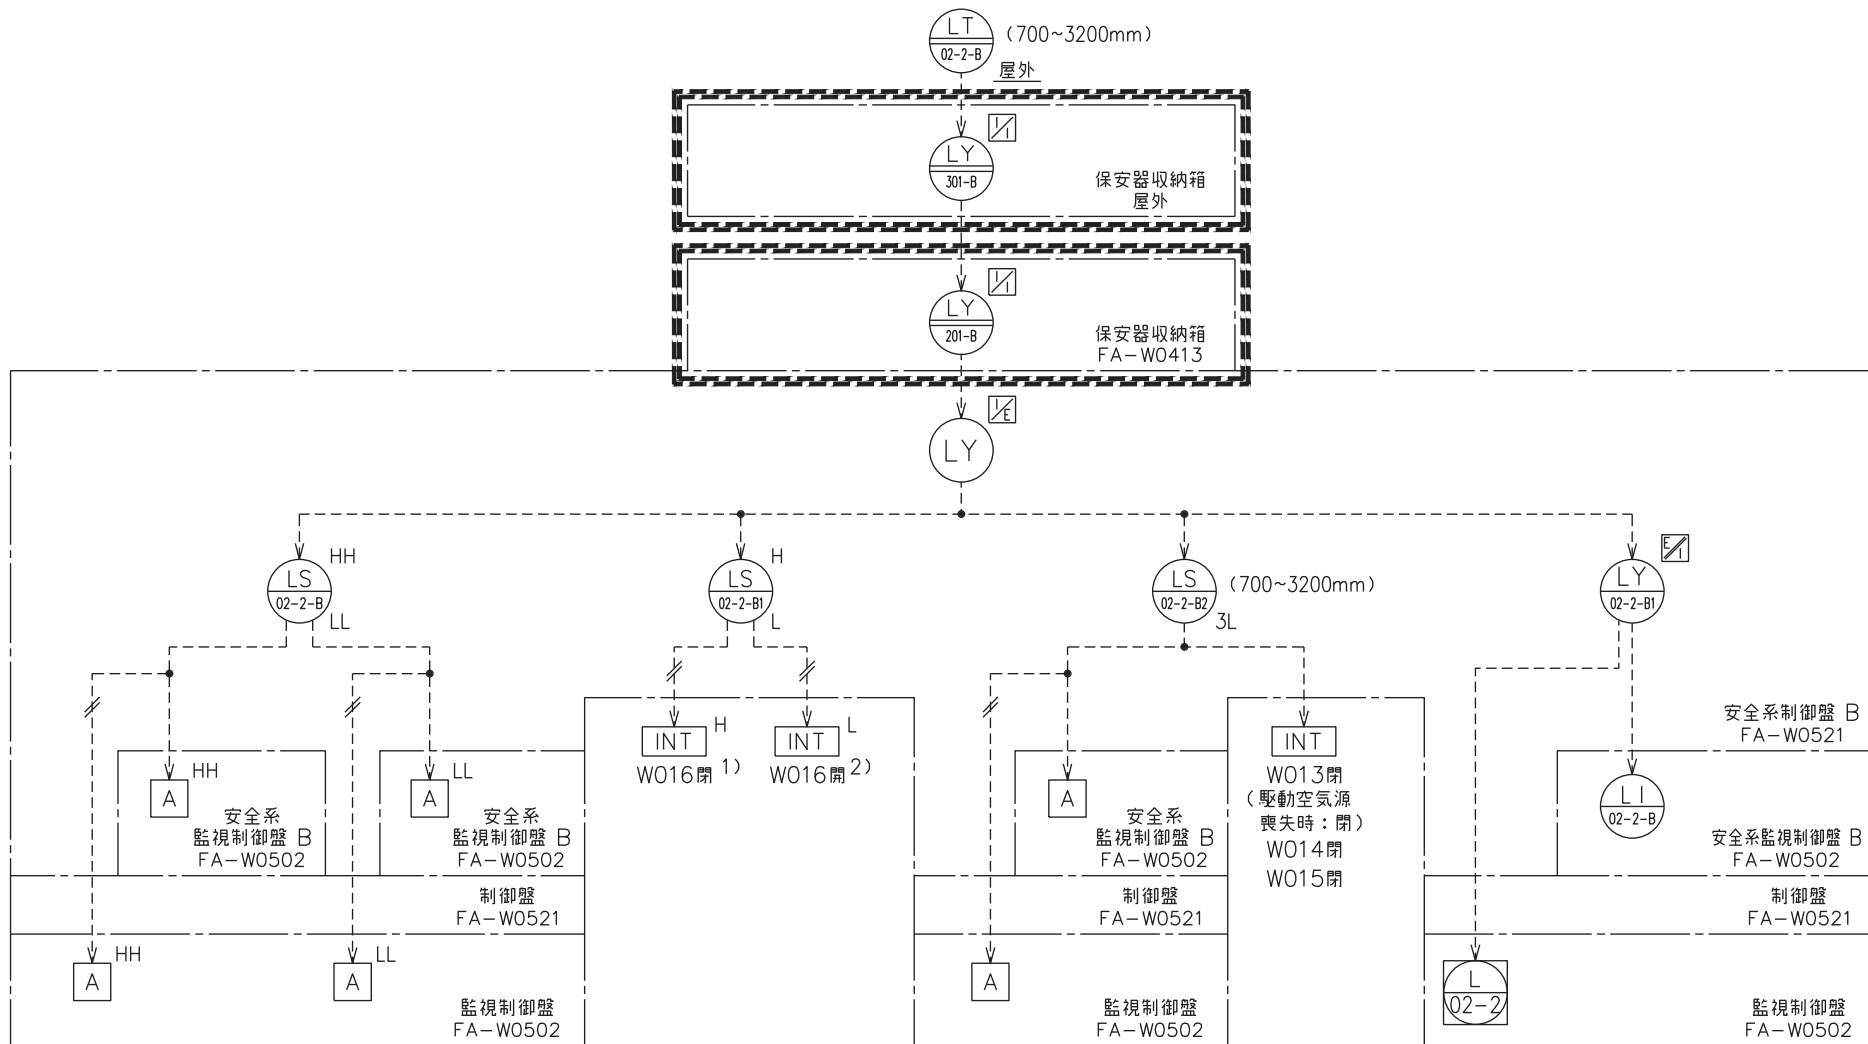 LT
02-2-B
(700~3200mm)
屋外
I/I
LY
301-B
保安器収納箱
屋外
I/I
LY
201-B
保安器収納箱
FA-W0413
I/E
LY
HH
LS
02-2-B
LL
H
LS
02-2-B1
L
LS
02-2-B2
(700~3200mm)
3L
E/I
LY
02-2-B1
INT
H
W016閉 1)
INT
L
W016開 2)
INT
W013閉
(駆動空気源
喪失時:閉)
W014閉
W015閉
安全系制御盤 B
FA-W0521
A
HH
安全系
監視制御盤 B
FA-W0502
A
LL
安全系
監視制御盤 B
FA-W0502
A
安全系
監視制御盤 B
FA-W0502
LI
02-2-B
安全系監視制御盤 B
FA-W0502
制御盤
FA-W0521
制御盤
FA-W0521
制御盤
FA-W0521
A
HH
A
LL
監視制御盤
FA-W0502
A
監視制御盤
FA-W0502
L
02-2
監視制御盤
FA-W0502